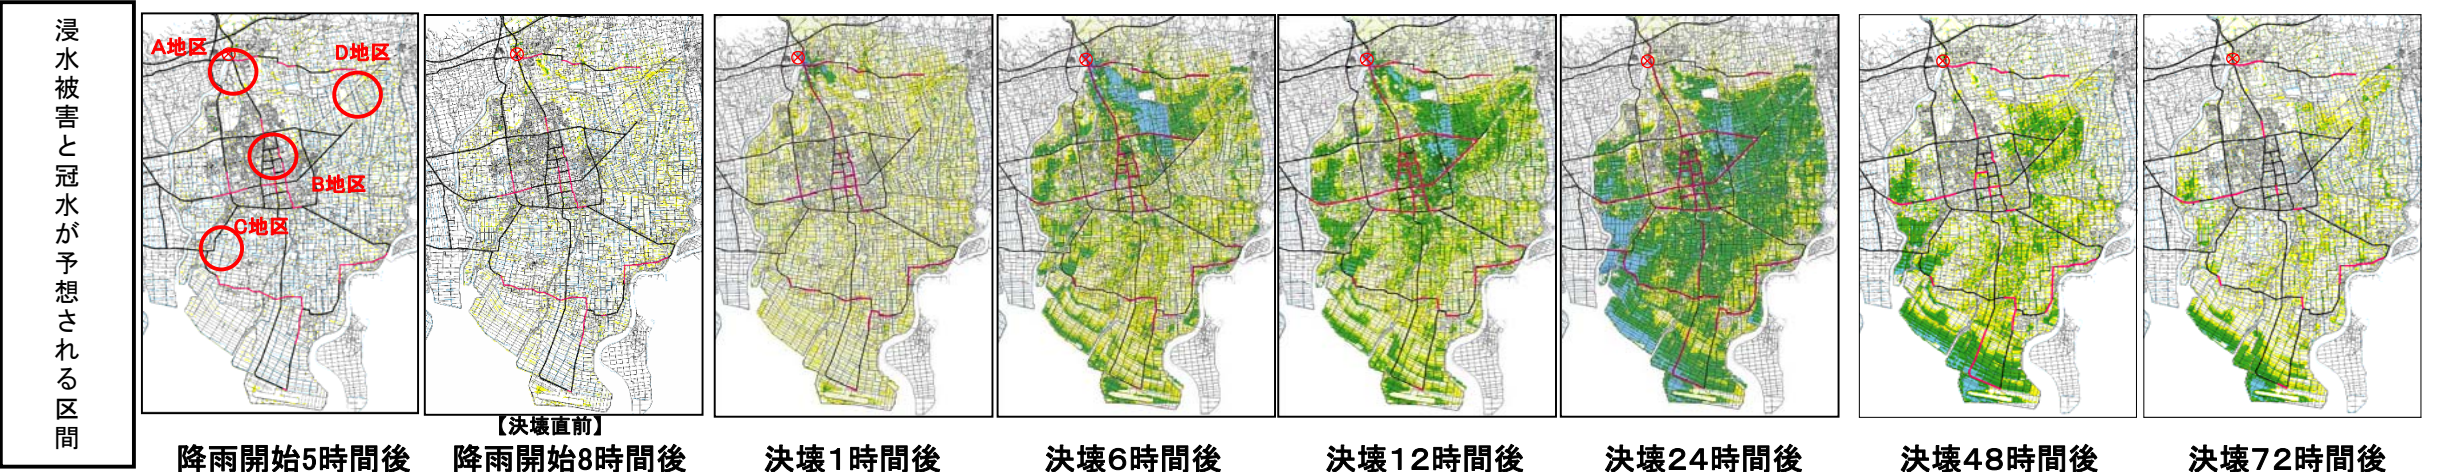 浸水被害と冠水が予想される区間
A地区
D地区
B地区
C地区
【決壊直前】
降雨開始5時間後
降雨開始8時間後
決壊1時間後
決壊6時間後
決壊12時間後
決壊24時間後
決壊48時間後
決壊72時間後